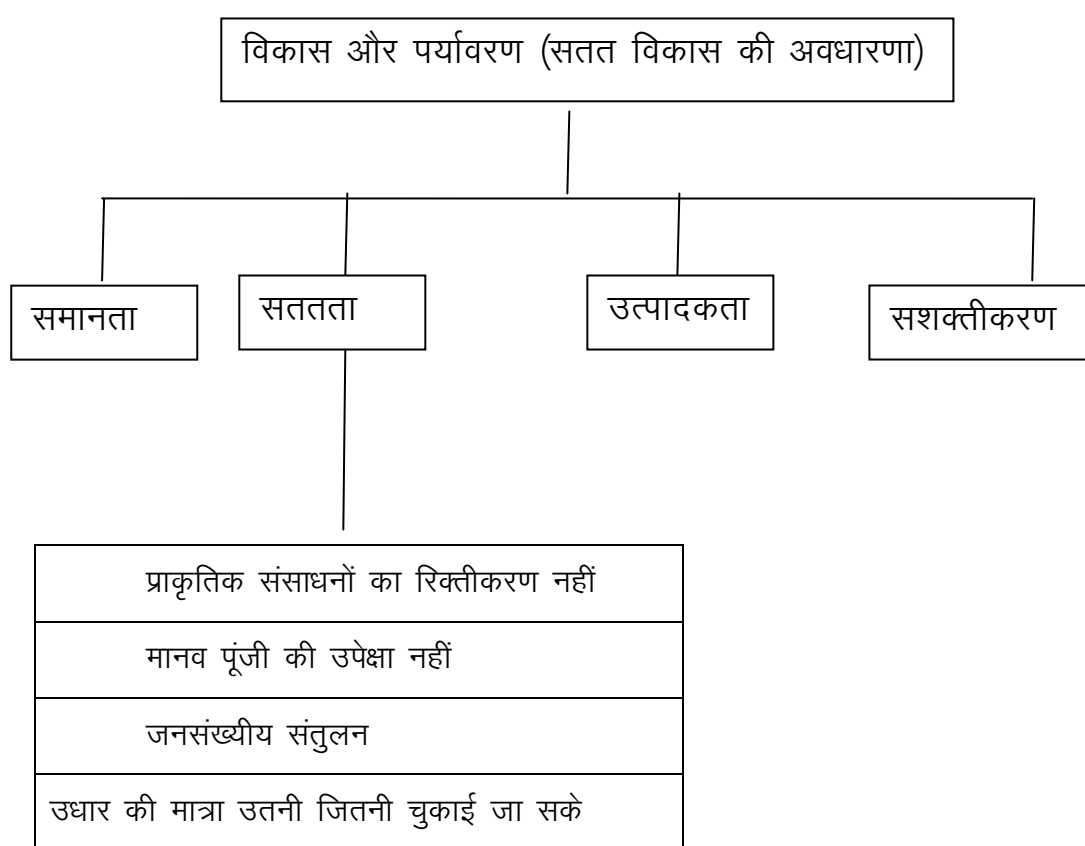 विकास और पर्यावरण (सतत विकास की अवधारणा)
समानता
सततता
उत्पादकता
सशक्तीकरण
प्राकृतिक संसाधनों का रिक्तीकरण नहीं
मानव पूंजी की उपेक्षा नहीं
जनसंख्यीय संतुलन
उधार की मात्रा उतनी जितनी चुकाई जा सके